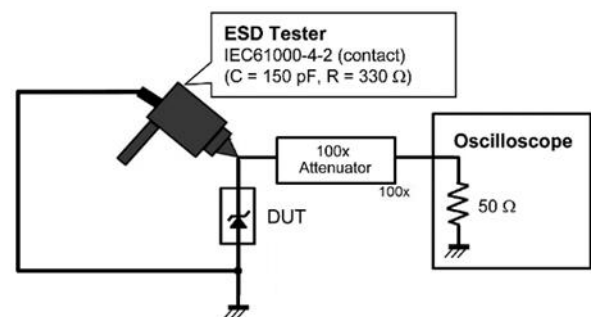 ESD Tester
IEC61000-4-2 (contact)
(C = 150 pF, R = 330 Ω)
100x
Attenuator
100x
Oscilloscope
50 Ω
DUT